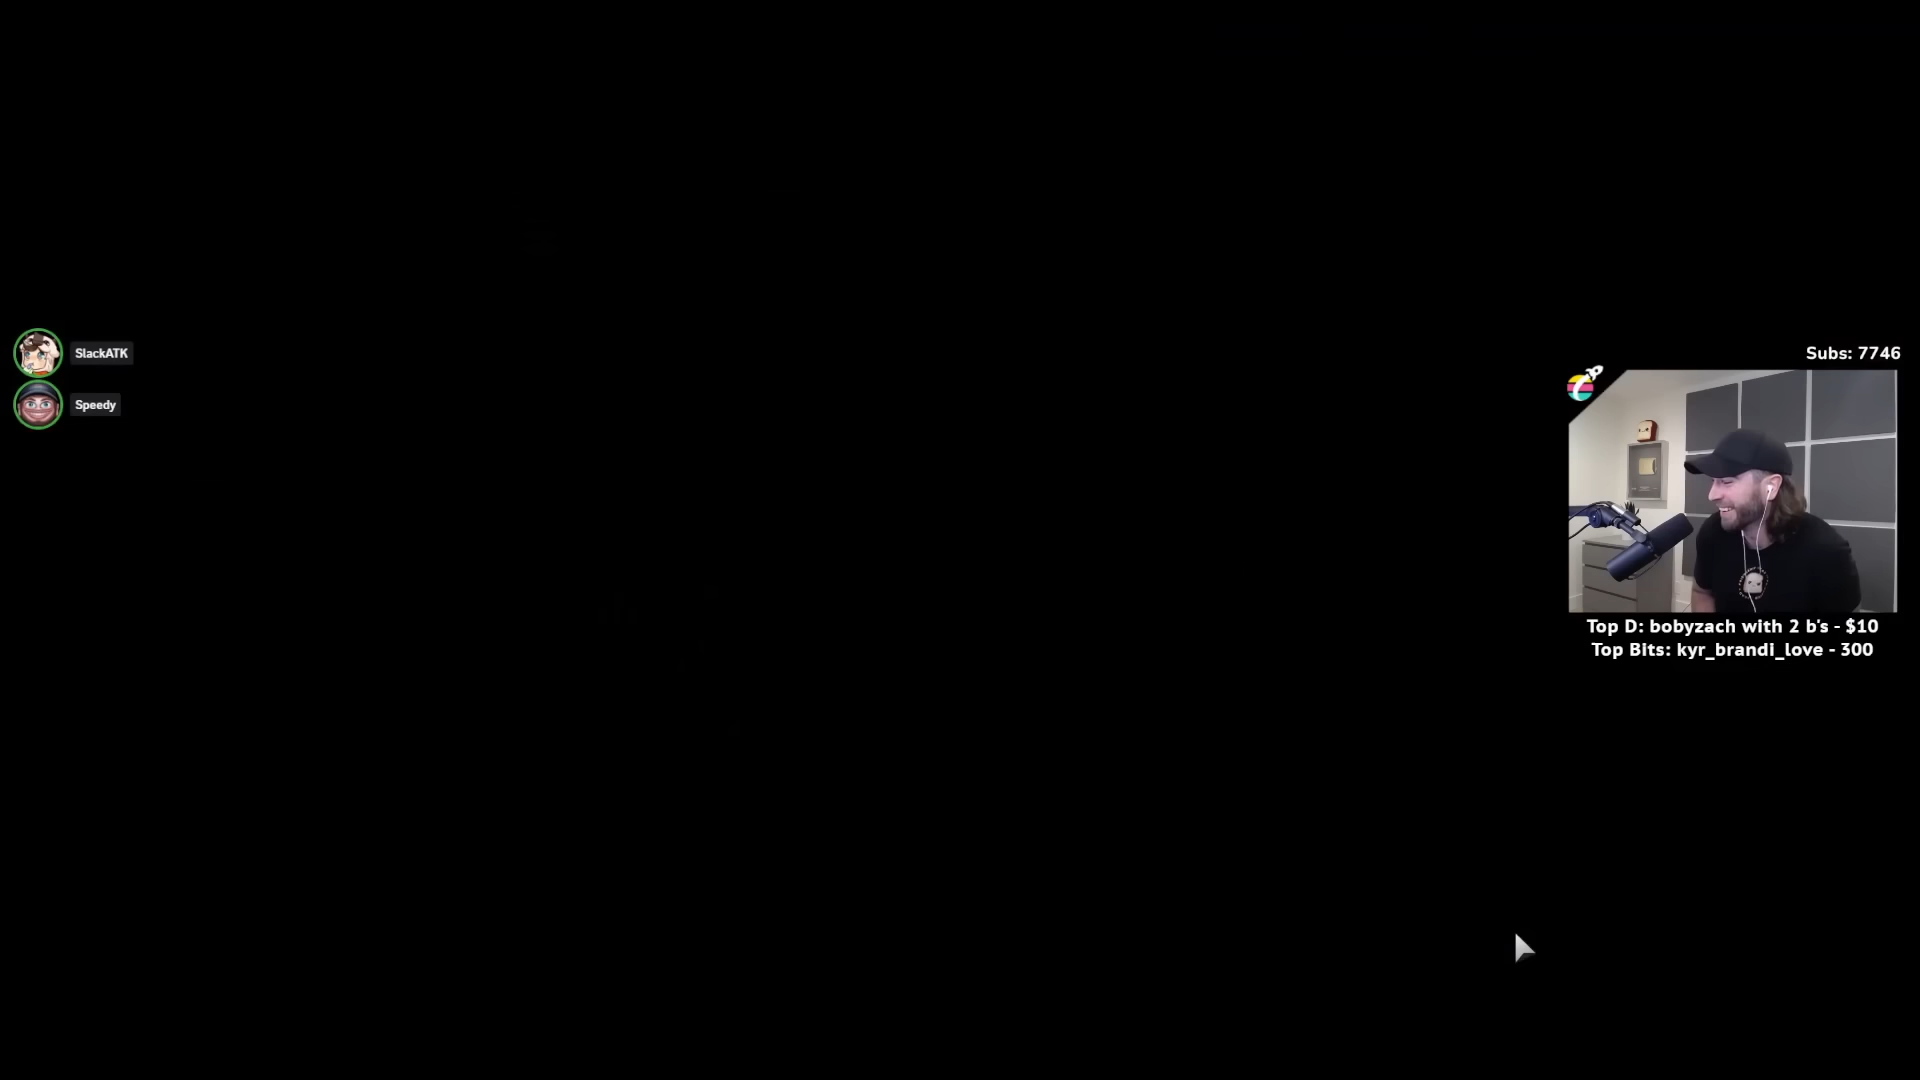 SlackATK
Speedy
Subs: 7746
Top D: bobyzach with 2 b's - $10
Top Bits: kyr_brandi_love - 300